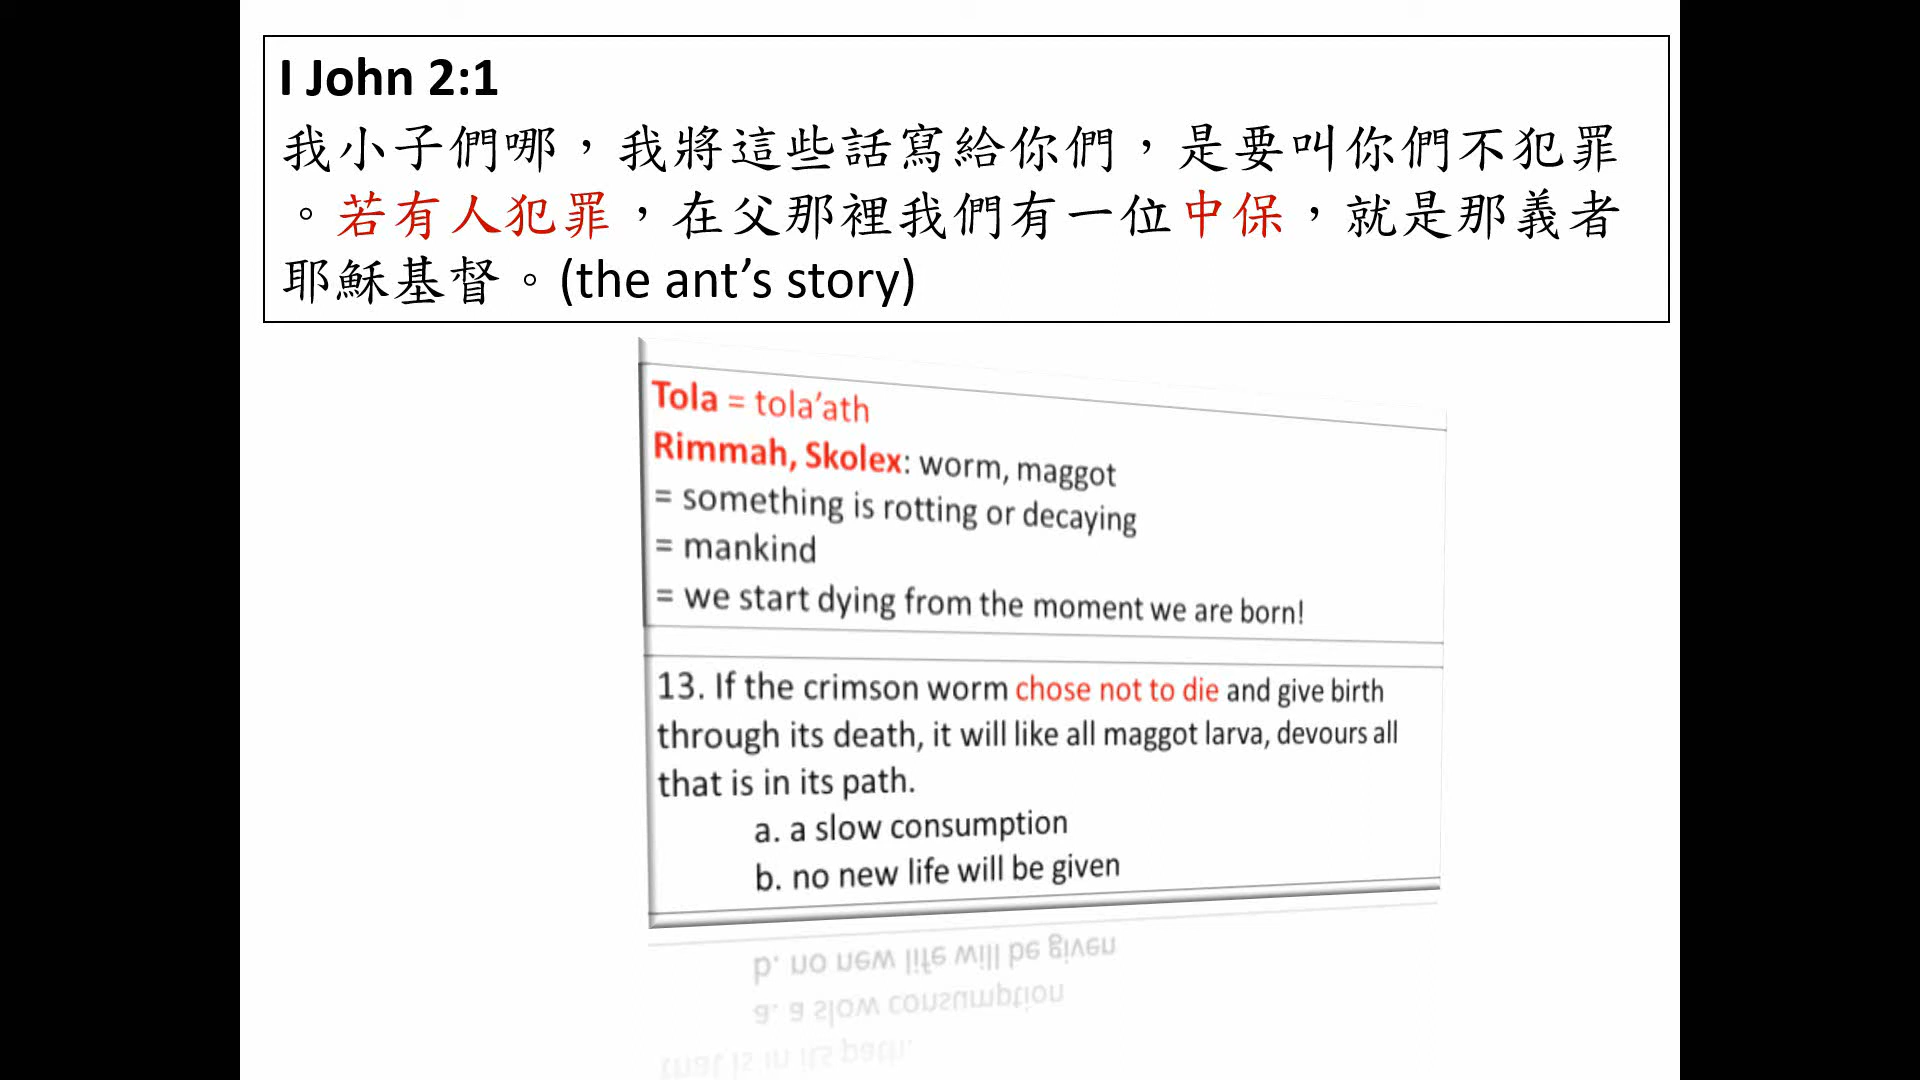 I John 2:1
我小子們哪，我將這些話寫給你們，是要叫你們不犯罪
。若有人犯罪，在父那裡我們有一位中保，就是那義者
耶穌基督。(the ant’s story)
Tola = tola’ath
Rimmah, Skolex: worm, maggot
= something is rotting or decaying
= mankind
= we start dying from the moment we are born!
13. If the crimson worm chose not to die and give birth
through its death, it will like all maggot larva, devours all
that is in its path.
a. a slow consumption
b. no new life will be given